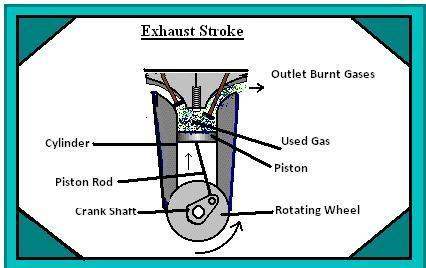 Exhaust Stroke
Outlet Burnt Gases
Cylinder
Used Gas
Piston
Piston Rod
Crank Shaft
Rotating Wheel